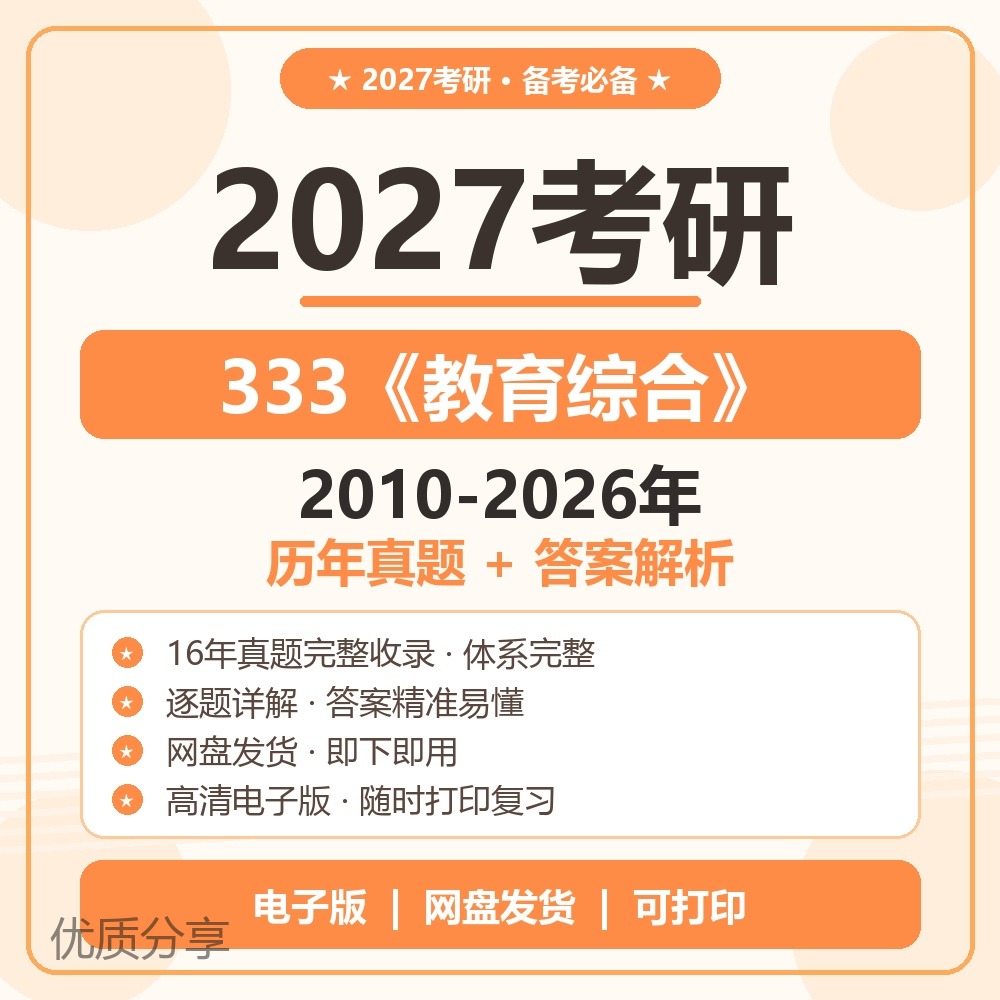 ★ 2027考研 · 备考必备 ★
2027考研
333《教育综合》
2010-2026年
历年真题 + 答案解析
★ 16年真题完整收录 · 体系完整
★ 逐题详解 · 答案精准易懂
★ 网盘发货 · 即下即用
★ 高清电子版 · 随时打印复习
电子版 | 网盘发货 | 可打印
优质分享